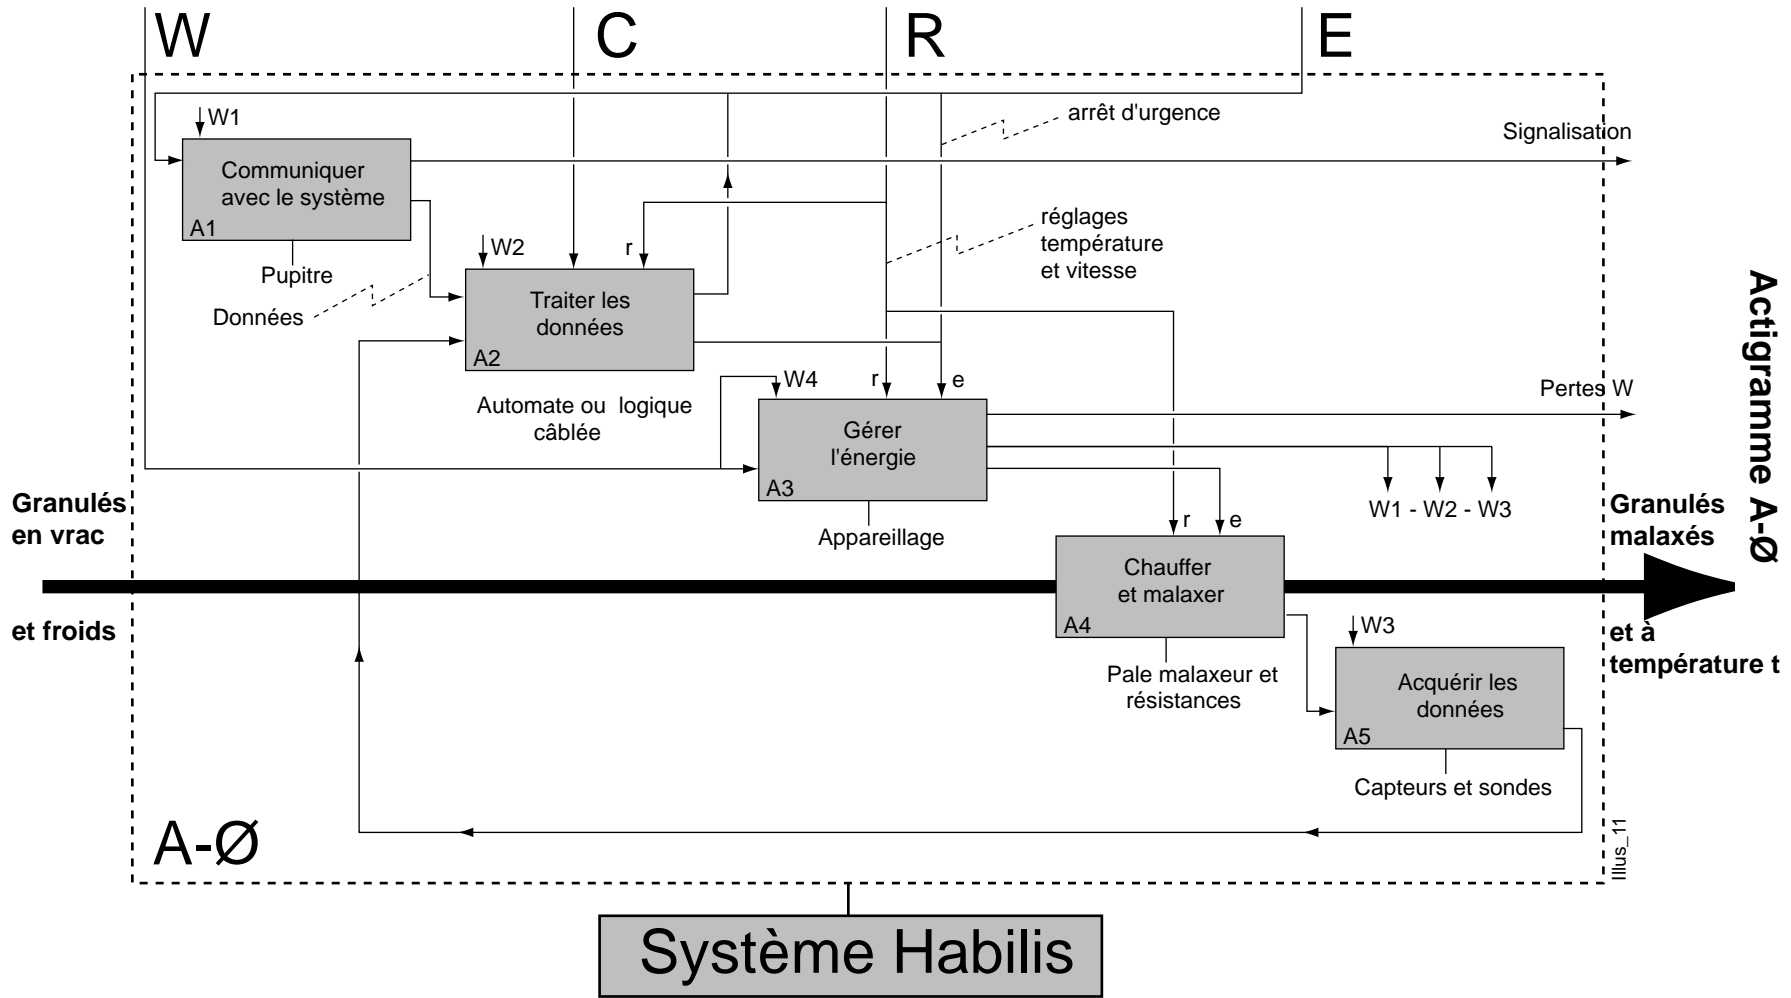 W
C
R
E
W1
arrêt d'urgence
Signalisation
Communiquer
avec le système
A1
Pupitre
Données
W2
r
réglages
température
et vitesse
Traiter les
données
A2
Automate ou logique
câblée
W4
r
e
Pertes W
Gérer
l'énergie
A3
Appareillage
W1 - W2 - W3
Granulés
en vrac
et froids
r
e
Chauffer
et malaxer
A4
Pale malaxeur et
résistances
Granulés
malaxés
et à
température t
W3
Acquérir les
données
A5
Capteurs et sondes
A-Ø
Illus_11
Actigramme A-Ø
Système Habilis